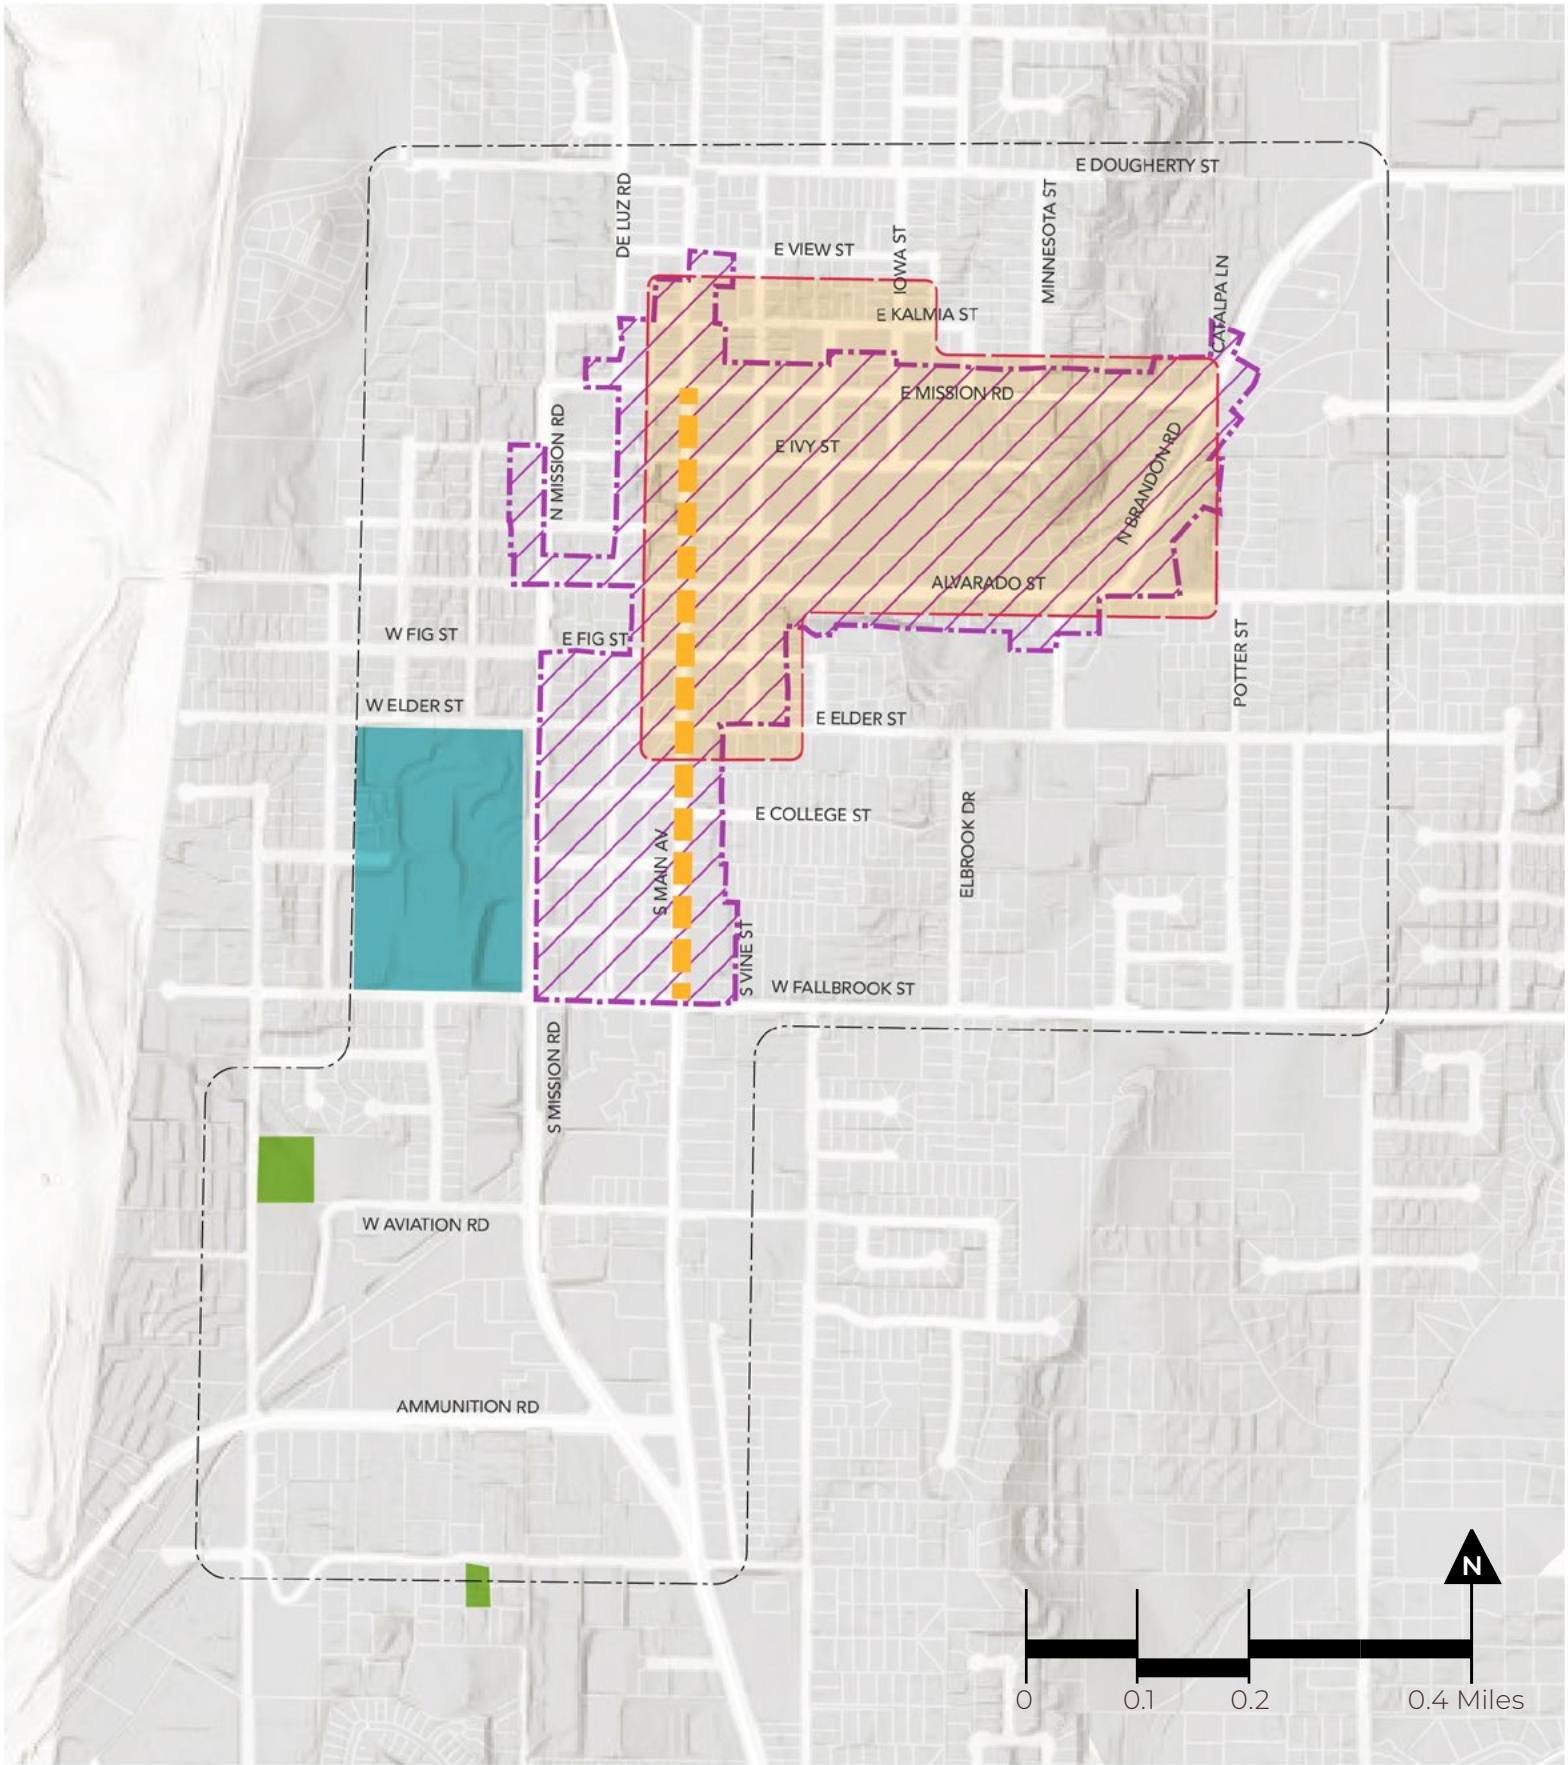 E DOUGHERTY ST
DE LUZ RD
MINNESOTA ST
E VIEW ST
IOWA ST
CATALPA LN
E KALMIA ST
E MISSION RD
N MISSION RD
E IVY ST
N BRANDON RD
ALVARADO ST
W FIG ST
E FIG ST
POTTER ST
W ELDER ST
E ELDER ST
E COLLEGE ST
ELBROOK DR
S MAIN AV
S VINE ST
W FALLBROOK ST
S MISSION RD
W AVIATION RD
AMMUNITION RD
N
0 0.1 0.2 0.4 Miles